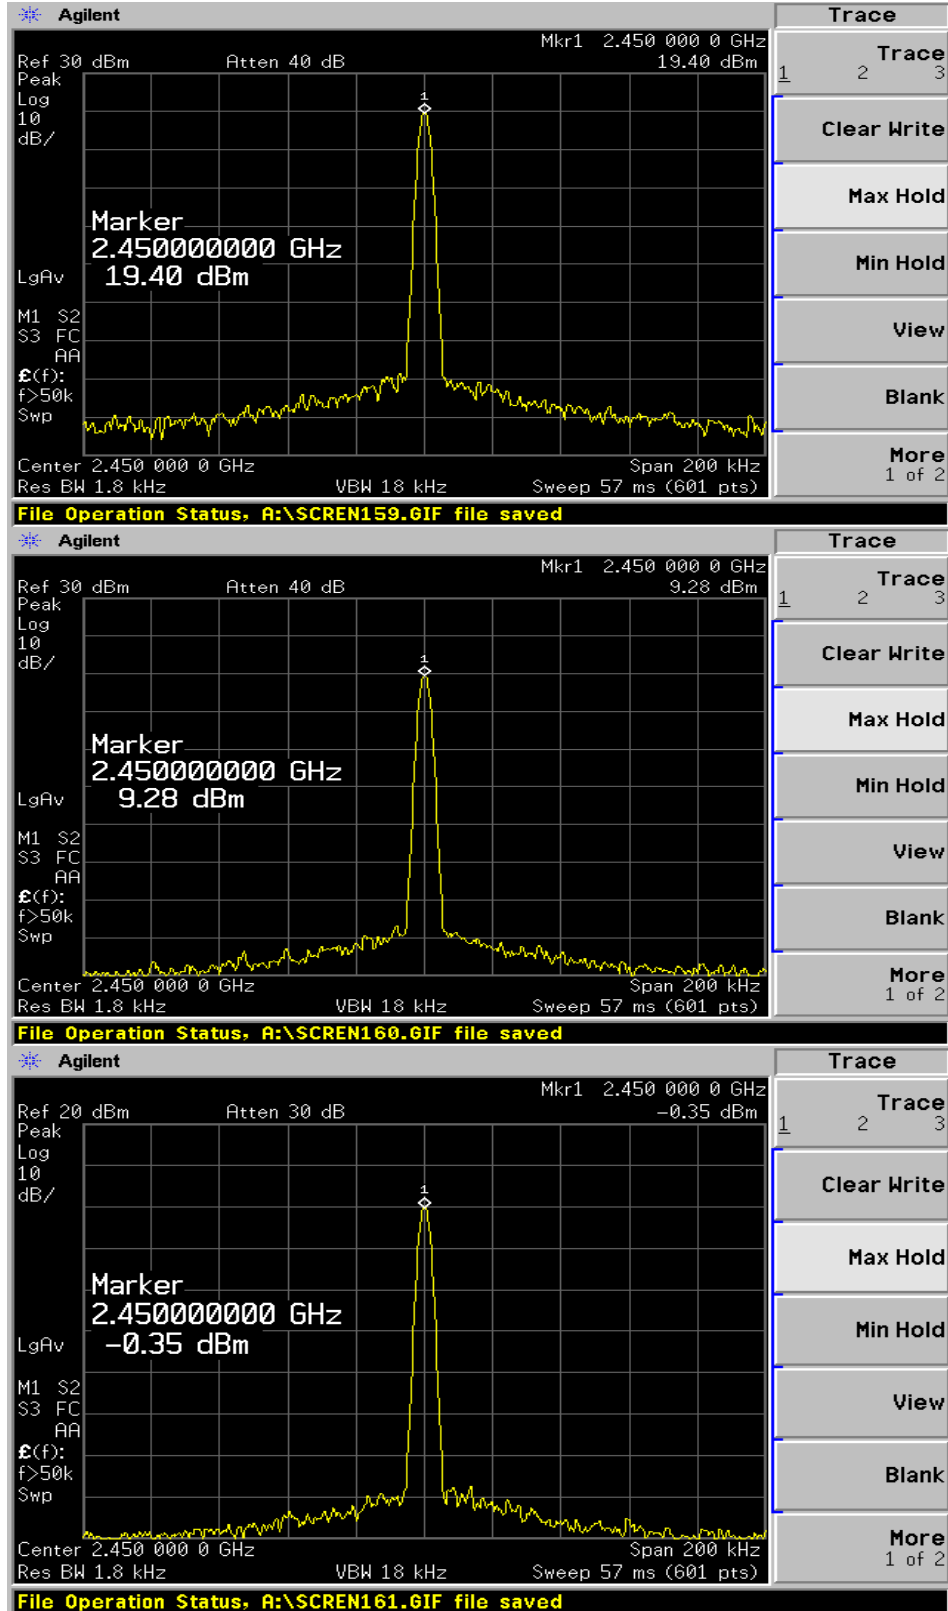 Agilent
Trace
Mkr1 2.450 000 0 GHz
Ref 30 dBm Atten 40 dB 19.40 dBm
Peak
Log
10
dB/
1
Marker
2.450000000 GHz
19.40 dBm
LgAv
M1 S2
S3 FC
AA
£(f):
f>50k
Swp
Center 2.450 000 0 GHz Span 200 kHz
Res BW 1.8 kHz VBW 18 kHz Sweep 57 ms (601 pts)
Trace
1 2 3
Clear Write
Max Hold
Min Hold
View
Blank
More
1 of 2
File Operation Status, A:\SCREN159.GIF file saved
Agilent
Trace
Mkr1 2.450 000 0 GHz
Ref 30 dBm Atten 40 dB 9.28 dBm
Peak
Log
10
dB/
1
Marker
2.450000000 GHz
9.28 dBm
LgAv
M1 S2
S3 FC
AA
£(f):
f>50k
Swp
Center 2.450 000 0 GHz Span 200 kHz
Res BW 1.8 kHz VBW 18 kHz Sweep 57 ms (601 pts)
Trace
1 2 3
Clear Write
Max Hold
Min Hold
View
Blank
More
1 of 2
File Operation Status, A:\SCREN160.GIF file saved
Agilent
Trace
Mkr1 2.450 000 0 GHz
Ref 20 dBm Atten 30 dB -0.35 dBm
Peak
Log
10
dB/
1
Marker
2.450000000 GHz
-0.35 dBm
LgAv
M1 S2
S3 FC
AA
£(f):
f>50k
Swp
Center 2.450 000 0 GHz Span 200 kHz
Res BW 1.8 kHz VBW 18 kHz Sweep 57 ms (601 pts)
Trace
1 2 3
Clear Write
Max Hold
Min Hold
View
Blank
More
1 of 2
File Operation Status, A:\SCREN161.GIF file saved